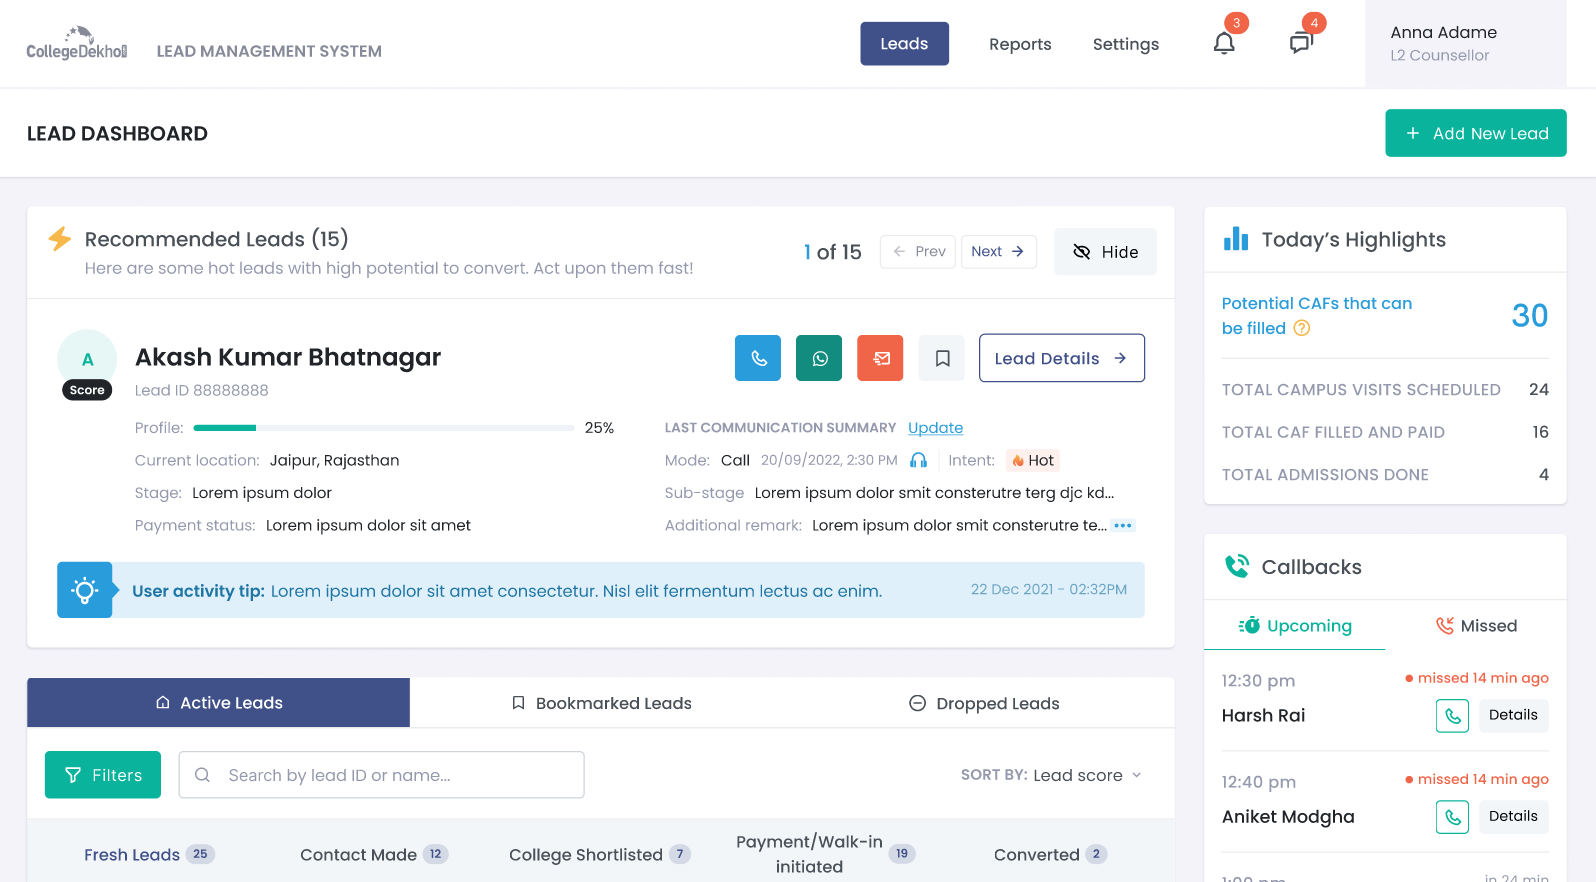 CollegeDekho
LEAD MANAGEMENT SYSTEM
Leads
Reports
Settings
3
4
Anna Adame
L2 Counsellor
LEAD DASHBOARD
+ Add New Lead
Recommended Leads (15)
Here are some hot leads with high potential to convert. Act upon them fast!
1 of 15
← Prev
Next →
Hide
A
Score
Akash Kumar Bhatnagar
Lead ID 88888888
Lead Details →
Profile: 25%
Current location: Jaipur, Rajasthan
Stage: Lorem ipsum dolor
Payment status: Lorem ipsum dolor sit amet
LAST COMMUNICATION SUMMARY Update
Mode: Call 20/09/2022, 2:30 PM Intent: Hot
Sub-stage Lorem ipsum dolor smit consterutre terg djc kd...
Additional remark: Lorem ipsum dolor smit consterutre te... •••
User activity tip: Lorem ipsum dolor sit amet consectetur. Nisl elit fermentum lectus ac enim.
22 Dec 2021 - 02:32PM
Active Leads
Bookmarked Leads
Dropped Leads
Filters
Search by lead ID or name...
SORT BY: Lead score
Fresh Leads 25
Contact Made 12
College Shortlisted 7
Payment/Walk-in
initiated 19
Converted 2
Today’s Highlights
Potential CAFs that can
be filled ?
30
TOTAL CAMPUS VISITS SCHEDULED 24
TOTAL CAF FILLED AND PAID 16
TOTAL ADMISSIONS DONE 4
Callbacks
Upcoming
Missed
12:30 pm
• missed 14 min ago
Harsh Rai
Details
12:40 pm
• missed 14 min ago
Aniket Modgha
Details
1:00 pm
in 24 min